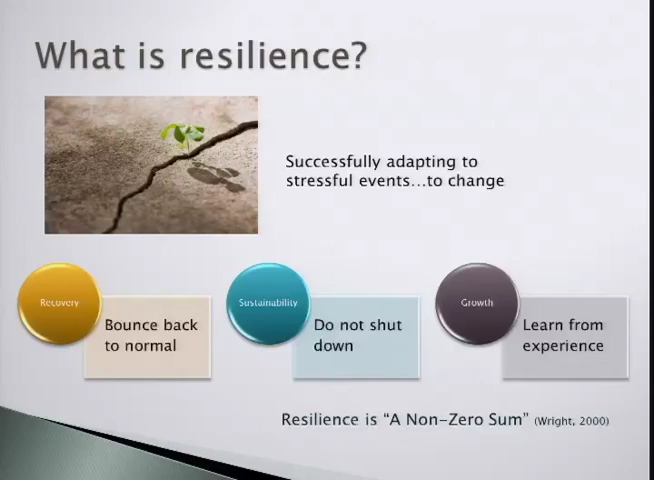 What is resilience?
Successfully adapting to
stressful events...to change
Recovery
Bounce back
to normal
Sustainability
Do not shut
down
Growth
Learn from
experience
Resilience is “A Non-Zero Sum” (Wright, 2000)